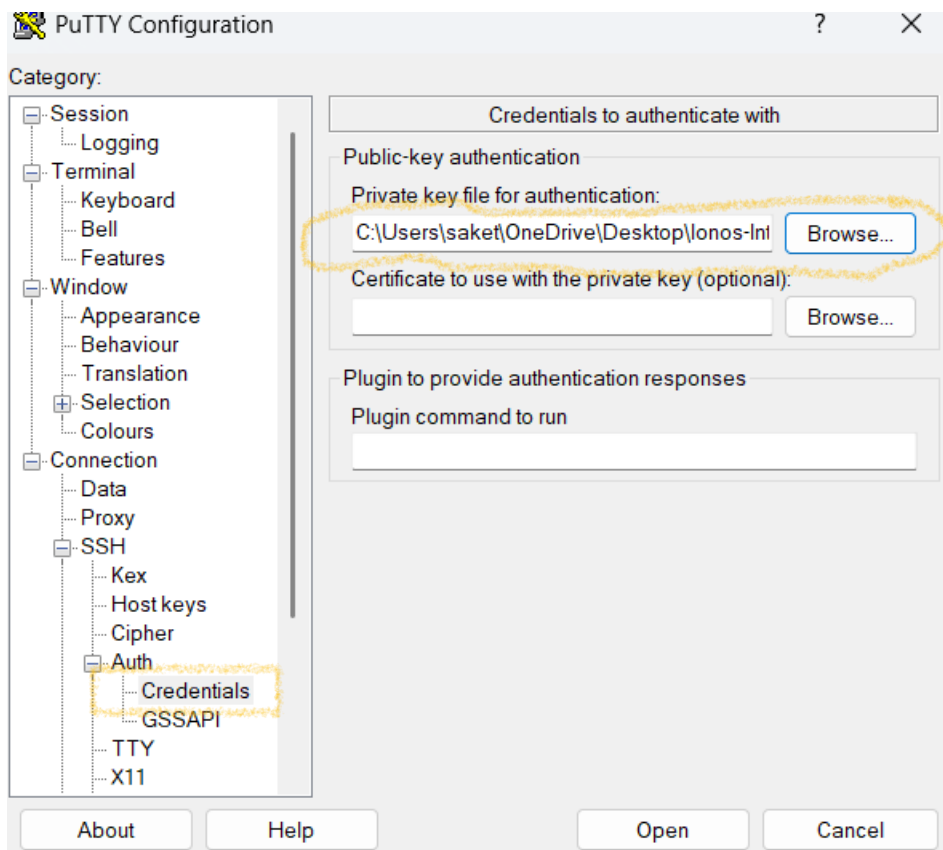 PuTTY Configuration ? X
Category:
Session
Logging
Terminal
Keyboard
Bell
Features
Window
Appearance
Behaviour
Translation
Selection
Colours
Connection
Data
Proxy
SSH
Kex
Host keys
Cipher
Auth
Credentials
GSSAPI
TTY
X11
Credentials to authenticate with
Public-key authentication
Private key file for authentication:
C:\Users\saket\OneDrive\Desktop\Ionos-Int Browse...
Certificate to use with the private key (optional):
Browse...
Plugin to provide authentication responses
Plugin command to run
About Help Open Cancel